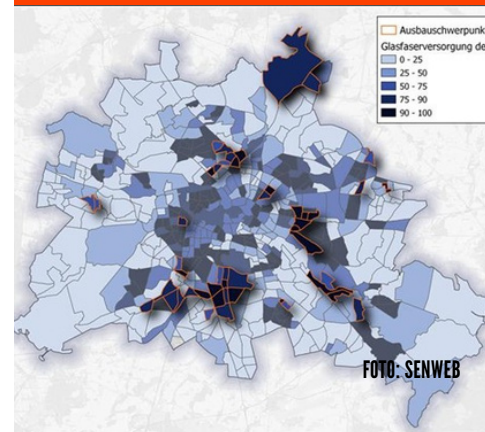 Ausbauschwerpunk
Glasfaserversorgung de
0 - 25
25 - 50
50 - 75
75 - 90
90 - 100
FOTO: SENWEB